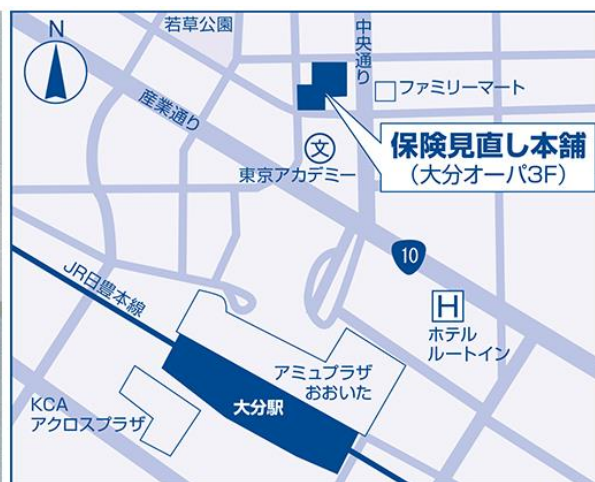 N
若草公園
中央通り
ファミリーマート
産業通り
保険見直し本舗
(大分オーパ3F)
文
東京アカデミー
10
JR日豊本線
H
ホテル
ルートイン
アミュプラザ
おおいた
大分駅
KCA
アクロスプラザ